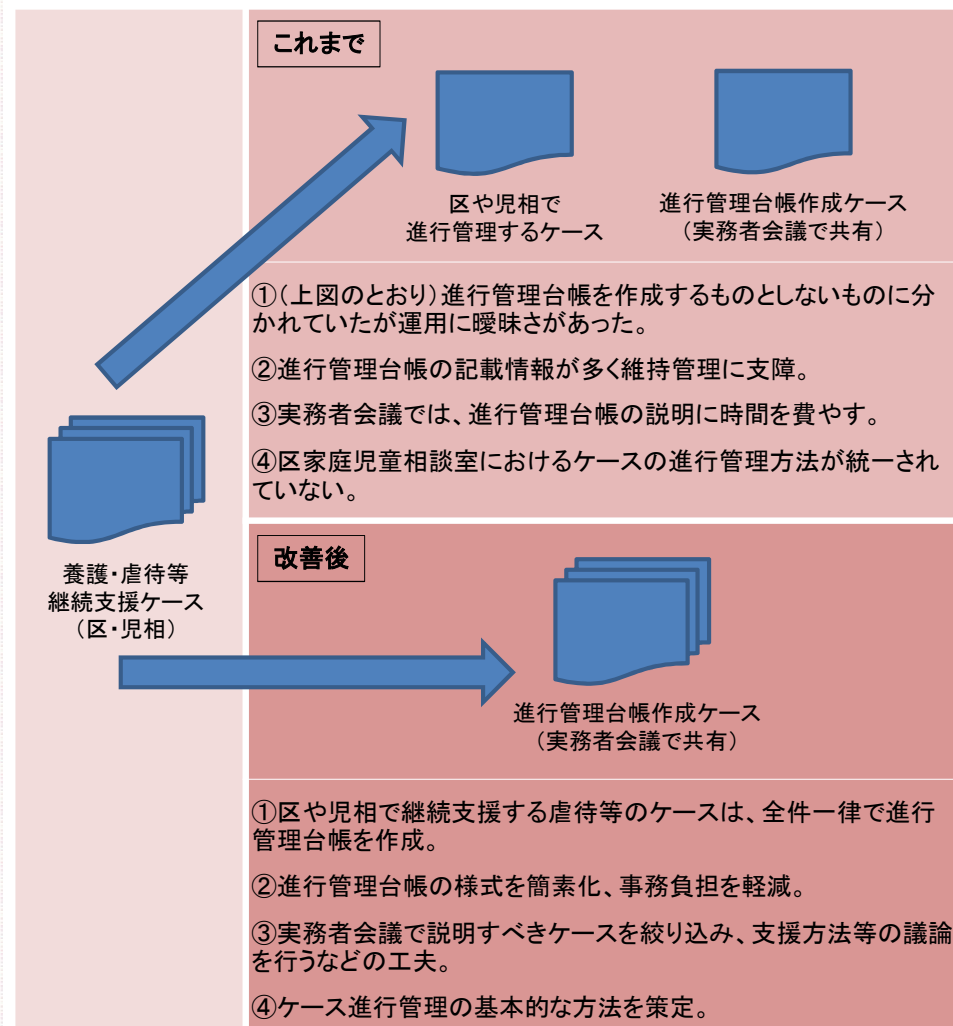 これまで
区や児相で
進行管理するケース
進行管理台帳作成ケース
（実務者会議で共有）
①（上図のとおり）進行管理台帳を作成するものとしないものに分
かれていたが運用に曖昧さがあった。
②進行管理台帳の記載情報が多く維持管理に支障。
③実務者会議では、進行管理台帳の説明に時間を費やす。
④区家庭児童相談室におけるケースの進行管理方法が統一され
ていない。
養護・虐待等
継続支援ケース
（区・児相）
改善後
進行管理台帳作成ケース
（実務者会議で共有）
①区や児相で継続支援する虐待等のケースは、全件一律で進行
管理台帳を作成。
②進行管理台帳の様式を簡素化、事務負担を軽減。
③実務者会議で説明すべきケースを絞り込み、支援方法等の議論
を行うなどの工夫。
④ケース進行管理の基本的な方法を策定。